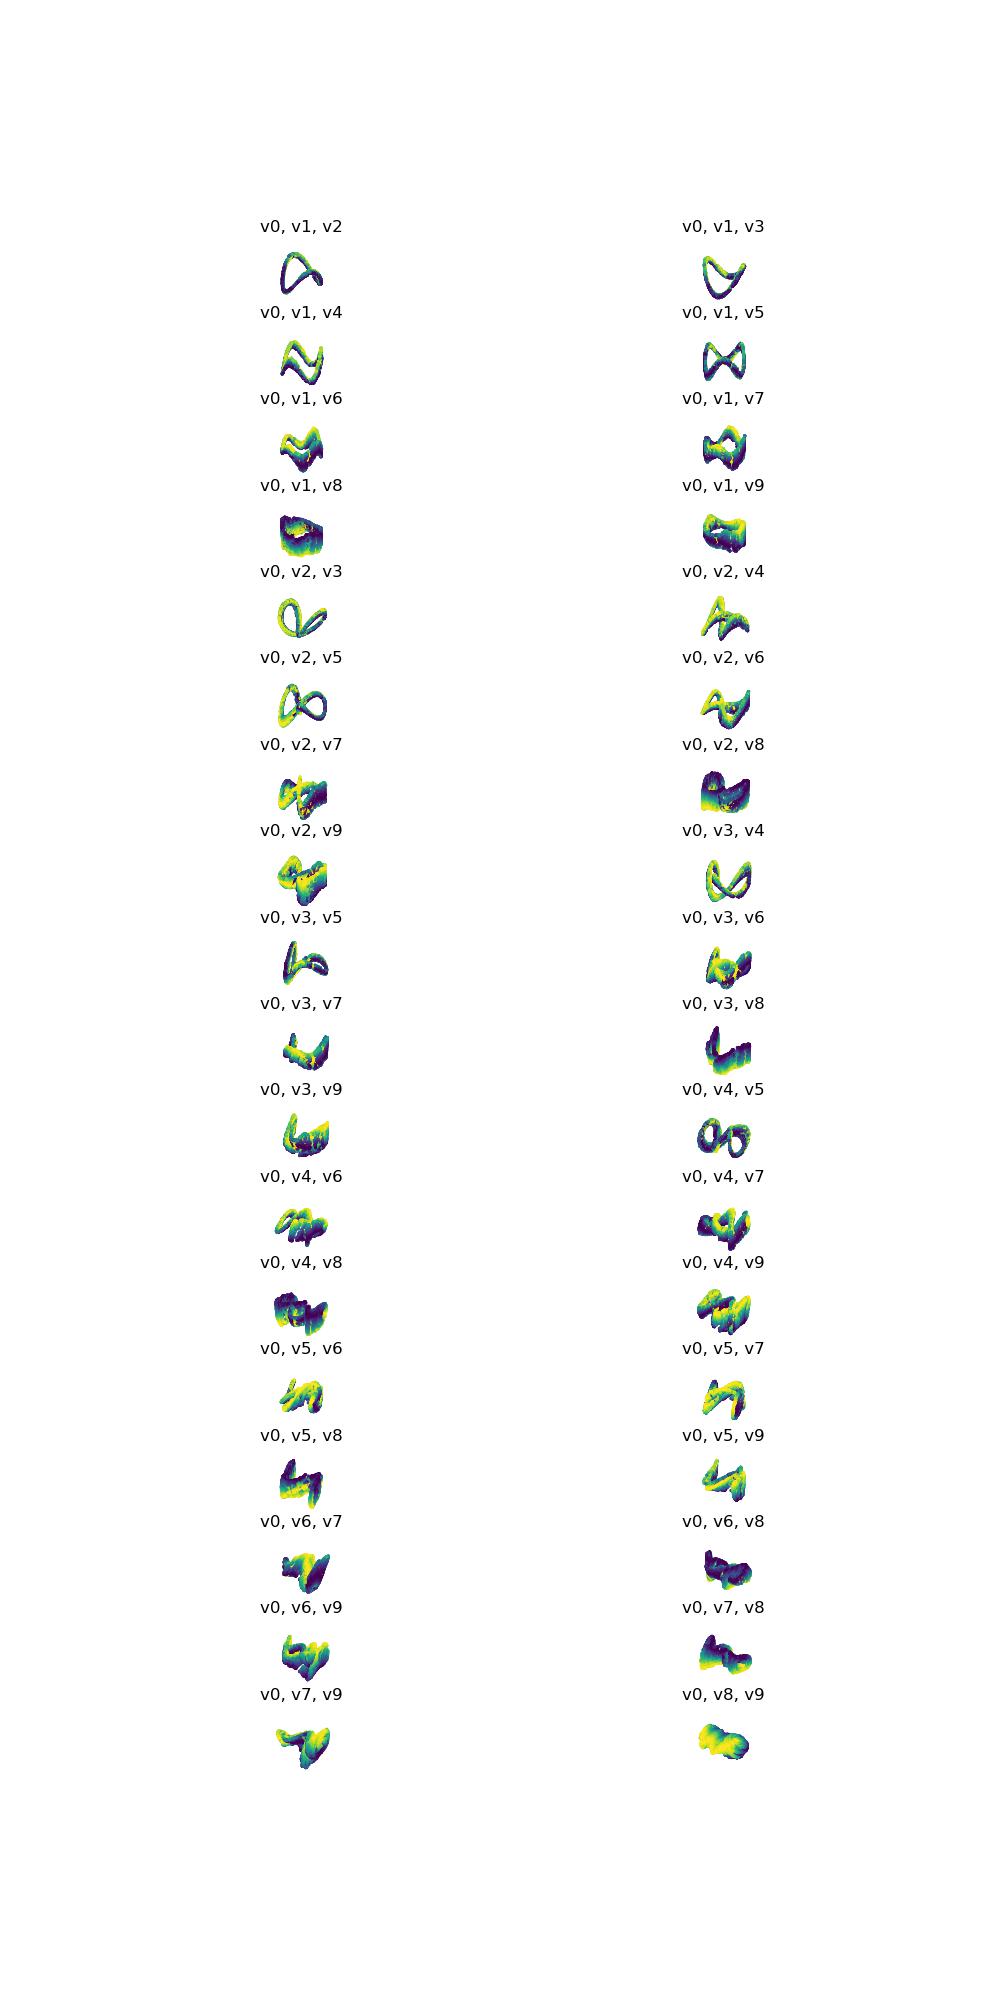 v0, v1, v2
v0, v1, v3
v0, v1, v4
v0, v1, v5
v0, v1, v6
v0, v1, v7
v0, v1, v8
v0, v1, v9
v0, v2, v3
v0, v2, v4
v0, v2, v5
v0, v2, v6
v0, v2, v7
v0, v2, v8
v0, v2, v9
v0, v3, v4
v0, v3, v5
v0, v3, v6
v0, v3, v7
v0, v3, v8
v0, v3, v9
v0, v4, v5
v0, v4, v6
v0, v4, v7
v0, v4, v8
v0, v4, v9
v0, v5, v6
v0, v5, v7
v0, v5, v8
v0, v5, v9
v0, v6, v7
v0, v6, v8
v0, v6, v9
v0, v7, v8
v0, v7, v9
v0, v8, v9